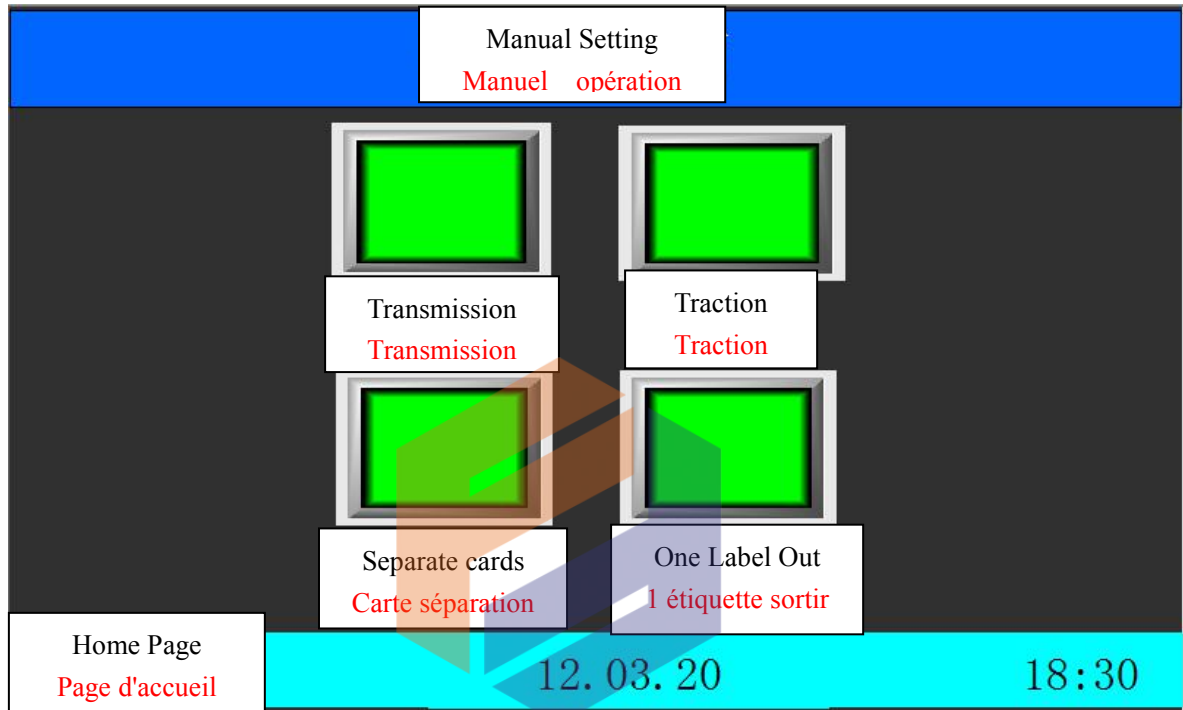 Manual Setting
Manuel opération
Transmission
Transmission
Traction
Traction
Separate cards
Carte séparation
One Label Out
1 étiquette sortir
Home Page
Page d'accueil
12.03.20
18:30